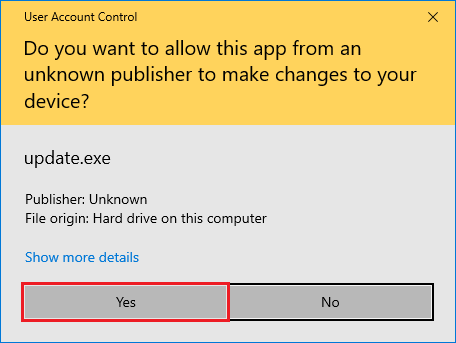 User Account Control
Do you want to allow this app from an
unknown publisher to make changes to your
device?
update.exe
Publisher: Unknown
File origin: Hard drive on this computer
Show more details
Yes
No